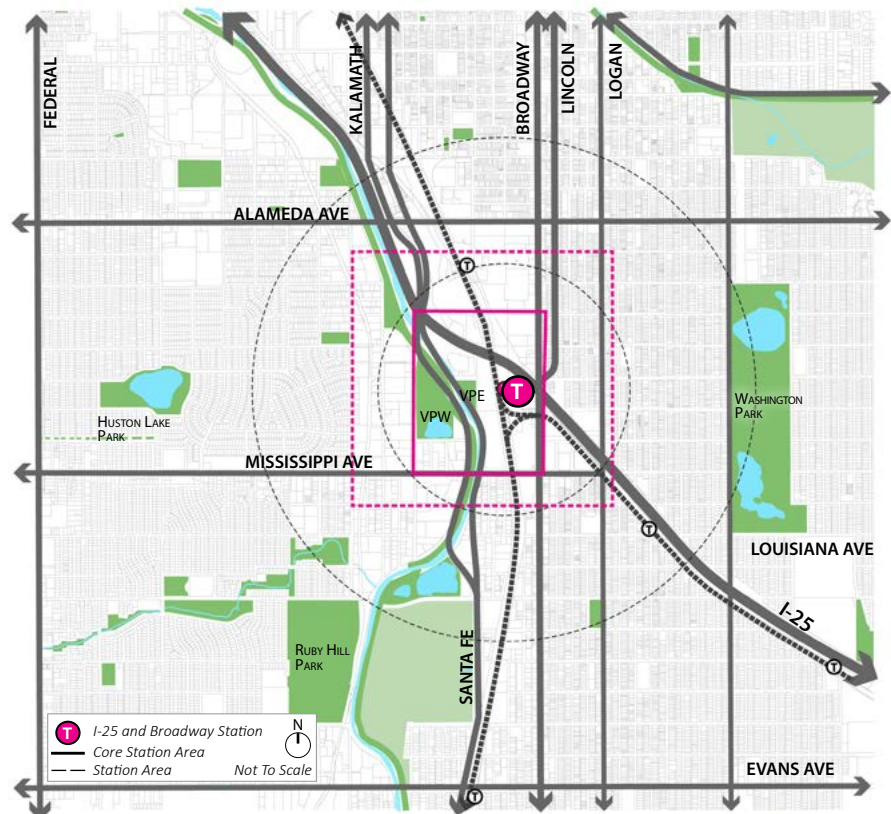 FEDERAL
KALAMATH
BROADWAY
LINCOLN
LOGAN
ALAMEDA AVE
T
VPE
VPW
T
Huston Lake
Park
Washington
Park
MISSISSIPPI AVE
T
LOUISIANA AVE
I-25
Ruby Hill
Park
SANTA FE
T
T I-25 and Broadway Station
Core Station Area
Station Area
N
Not To Scale
EVANS AVE
T